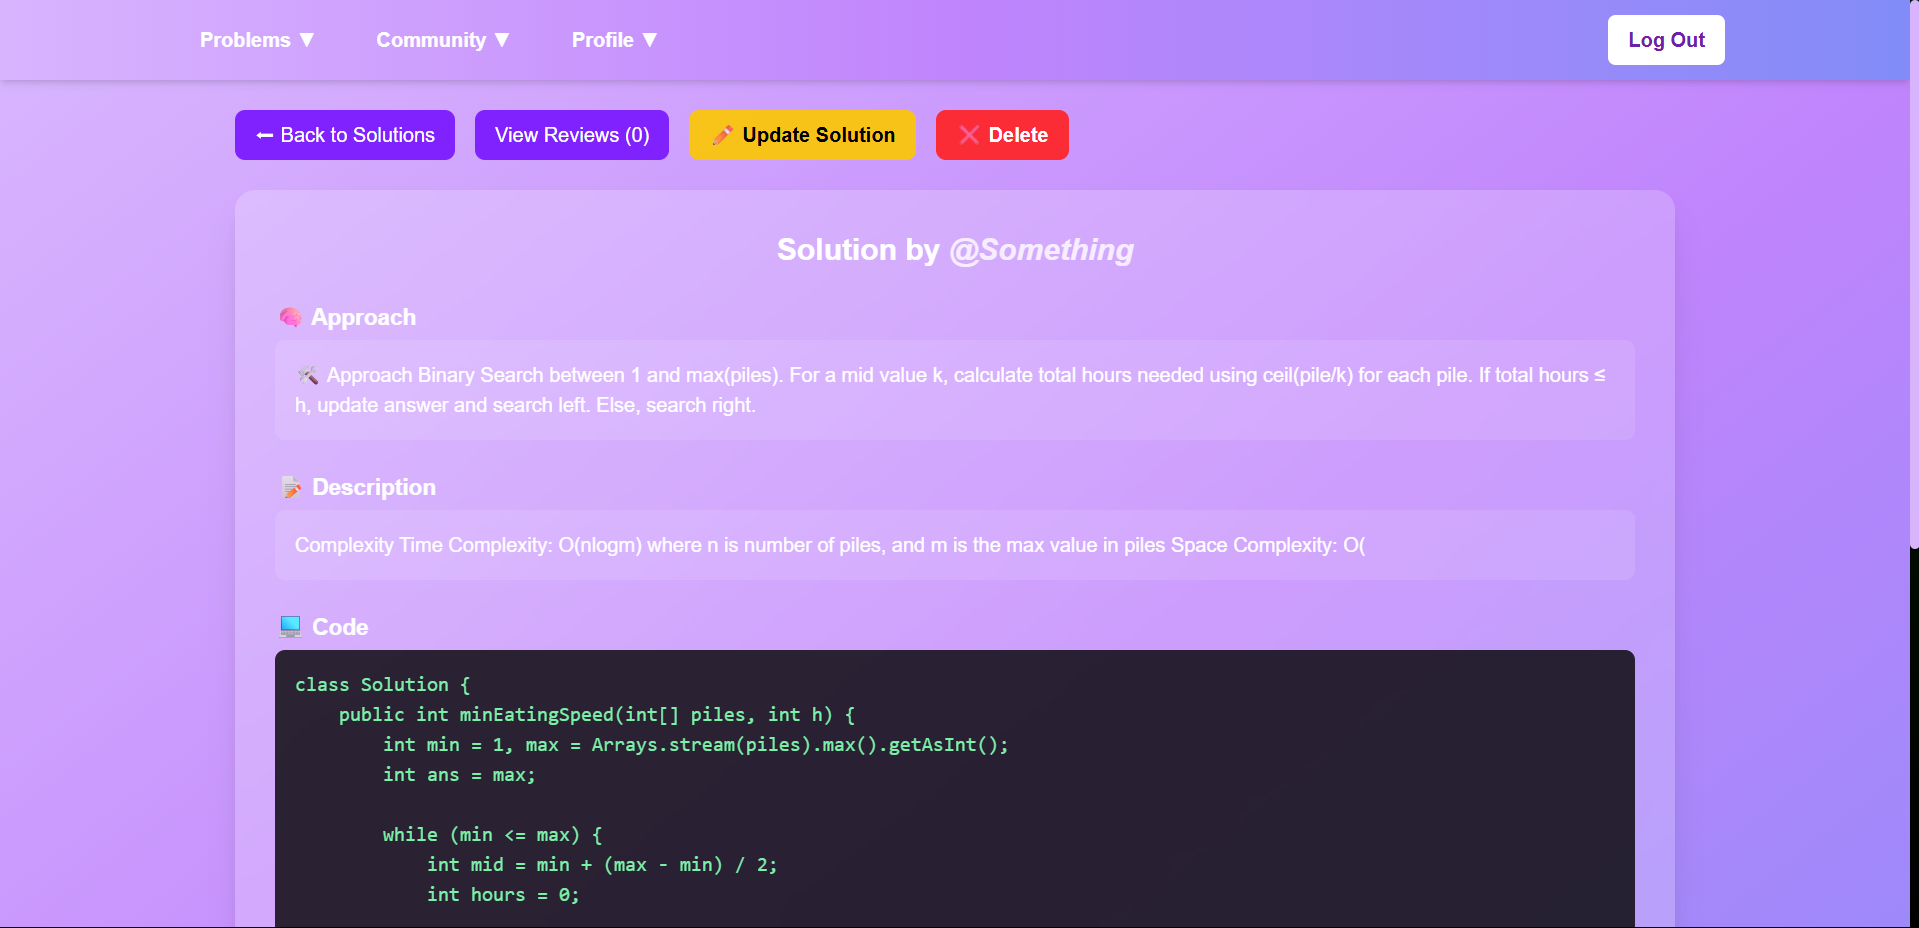 Problems ▼ Community ▼ Profile ▼ Log Out
← Back to Solutions View Reviews (0) ✏️ Update Solution ❌ Delete
Solution by @Something
🧠 Approach
🛠️ Approach Binary Search between 1 and max(piles). For a mid value k, calculate total hours needed using ceil(pile/k) for each pile. If total hours ≤
h, update answer and search left. Else, search right.
📝 Description
Complexity Time Complexity: O(nlogm) where n is number of piles, and m is the max value in piles Space Complexity: O(
💻 Code
class Solution {
    public int minEatingSpeed(int[] piles, int h) {
        int min = 1, max = Arrays.stream(piles).max().getAsInt();
        int ans = max;
        while (min <= max) {
            int mid = min + (max - min) / 2;
            int hours = 0;